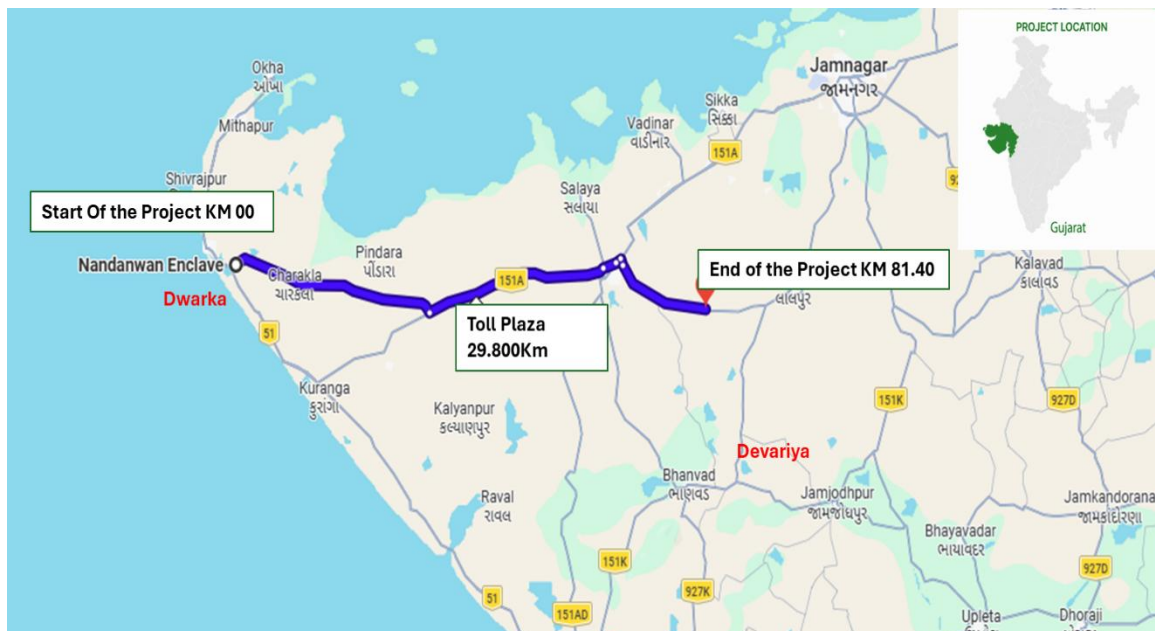 PROJECT LOCATION
Gujarat
Okha
ઓખા
Mithapur
Shivrajpur
Start Of the Project KM 00
Nandanwan Enclave
Dwarka
Charakla
ચારકલા
Pindara
પીંડારા
51
Kuranga
કુરંગા
Salaya
સલાયા
Vadinar
વાડીનાર
Sikka
સિક્કા
Jamnagar
જામનગર
151A
151A
Toll Plaza
29.800Km
End of the Project KM 81.40
લાલપુર
Kalavad
કાલાવડ
Kalyanpur
કલ્યાણપુર
151K
927D
Devariya
Raval
રાવલ
Bhanvad
ભાણવડ
Jamjodhpur
જામજોધપુર
Jamkandorana
જામકંડોરણા
Bhayavadar
ભાયાવદર
51
151AD
151K
927K
927D
Upleta
Dhoraji